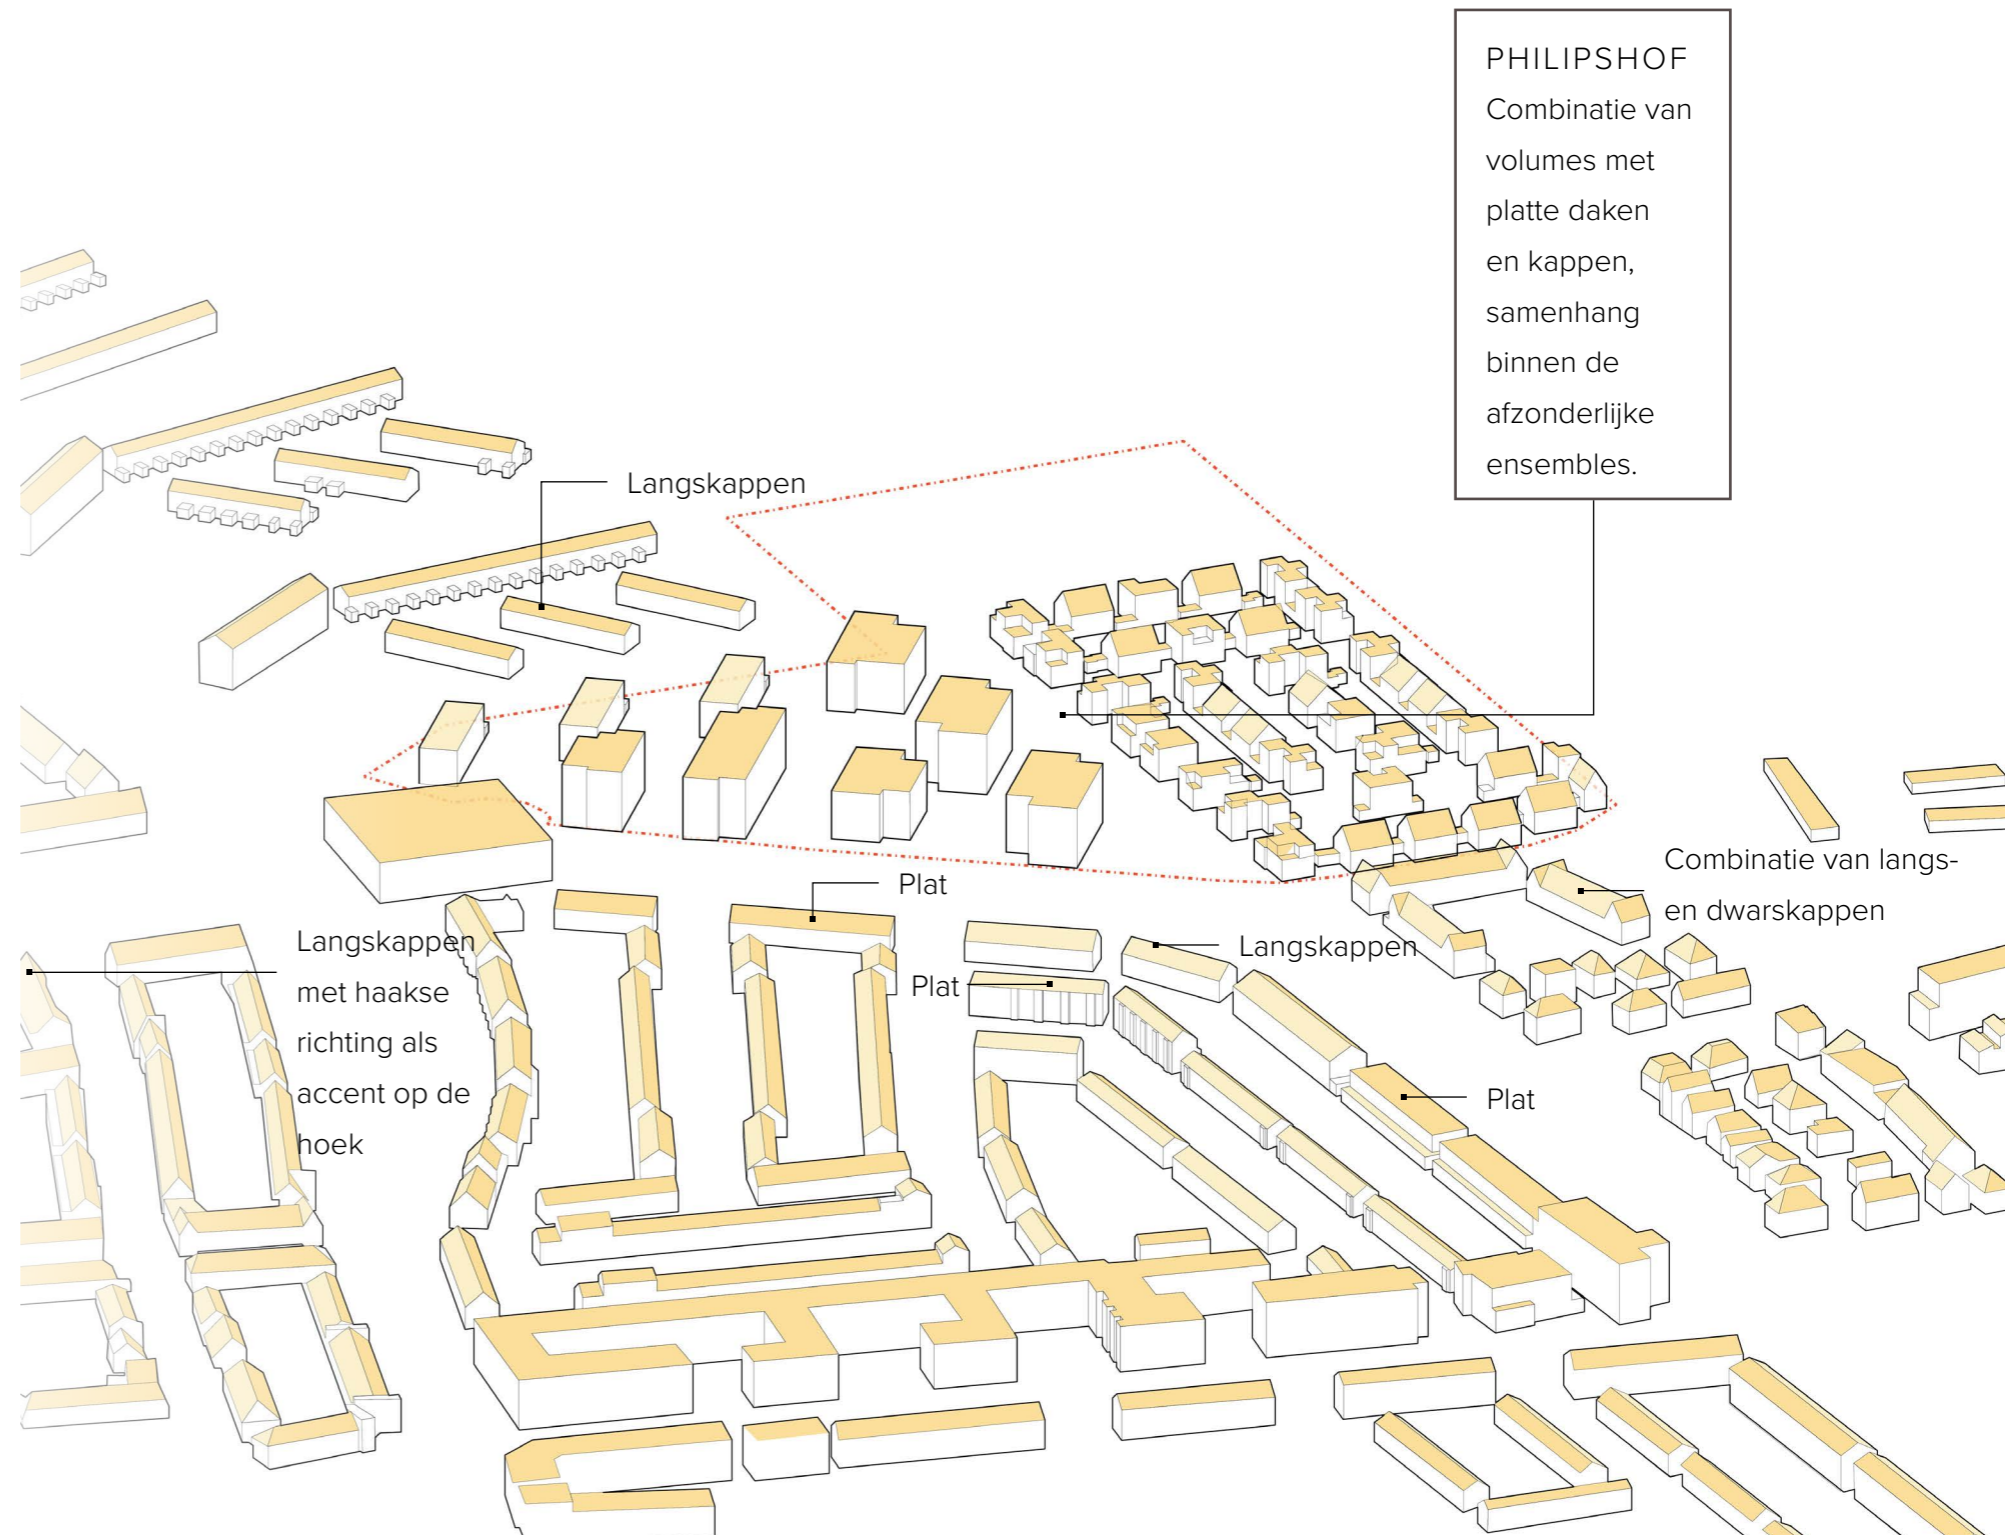 PHILIPSHOF
Combinatie van
volumes met
platte daken
en kappen,
samenhang
binnen de
afzonderlijke
ensembles.
Langskappen
Combinatie van langs-
en dwarskappen
Plat
Langskappen
met haakse
richting als
accent op de
hoek
Langskappen
Plat
Plat